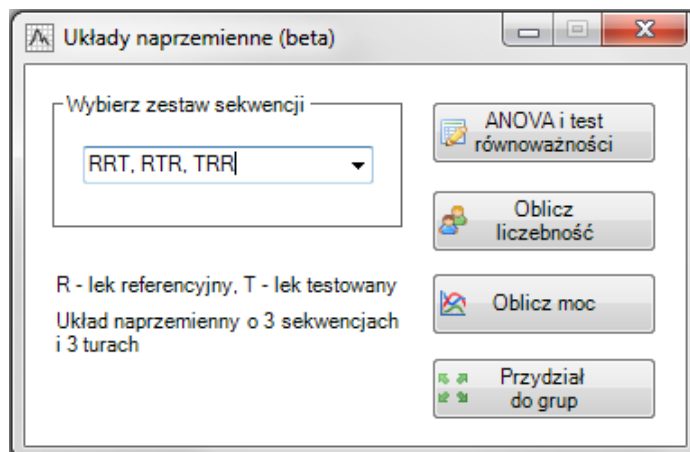 Układy naprzemienne (beta)
Wybierz zestaw sekwencji
RRT, RTR, TRR
R - lek referencyjny, T - lek testowany
Układ naprzemienny o 3 sekwencjach
i 3 turach
ANOVA i test
równoważności
Oblicz
liczebność
Oblicz moc
Przydział
do grup